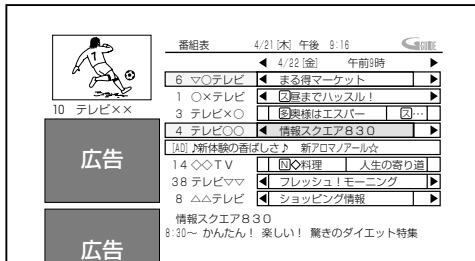 番組表 4/21[木] 午後 9:16 GGUIDE
◀ 4/22[金] 午前9時 ▶
6 ▽○テレビ ◀ まる得マーケット ▶
1 ○×テレビ ◀ 🅂昼までハッスル! ▶
3 テレビ×○ 多奥様はエスパー ス…
10 テレビ××
4 テレビ○○ ◀ 情報スクエア830 ▶
広告
[AD] ♪新体験の香ばしさ♪ 新アロマノアール☆
14 ◇◇TV N◇料理 人生の寄り道
38 テレビ▽▽ ◀ フレッシュ!モーニング ▶
8 △△テレビ ◀ ショッピング情報 ▶
情報スクエア830
8:30~ かんたん! 楽しい! 驚きのダイエット特集
広告